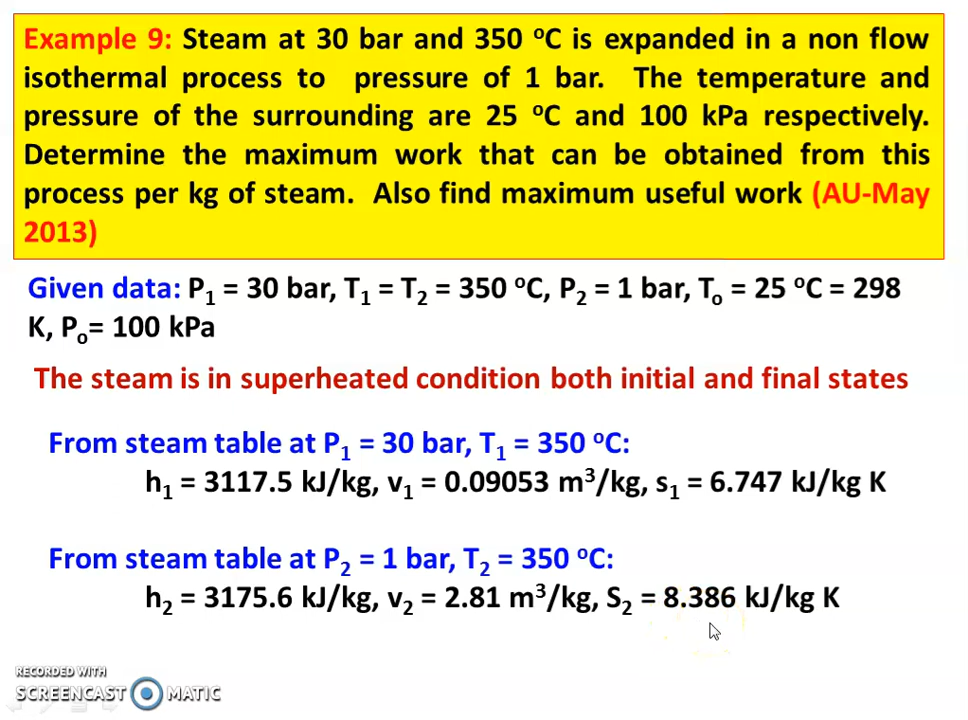 Example 9: Steam at 30 bar and 350 ⁰C is expanded in a non flow
isothermal process to pressure of 1 bar. The temperature and
pressure of the surrounding are 25 ⁰C and 100 kPa respectively.
Determine the maximum work that can be obtained from this
process per kg of steam. Also find maximum useful work (AU-May
2013)
Given data: P₁ = 30 bar, T₁ = T₂ = 350 ⁰C, P₂ = 1 bar, Tₒ = 25 ⁰C = 298
K, Pₒ= 100 kPa
The steam is in superheated condition both initial and final states
From steam table at P₁ = 30 bar, T₁ = 350 ⁰C:
h₁ = 3117.5 kJ/kg, v₁ = 0.09053 m³/kg, s₁ = 6.747 kJ/kg K
From steam table at P₂ = 1 bar, T₂ = 350 ⁰C:
h₂ = 3175.6 kJ/kg, v₂ = 2.81 m³/kg, S₂ = 8.386 kJ/kg K
RECORDED WITH
SCREENCAST MATIC